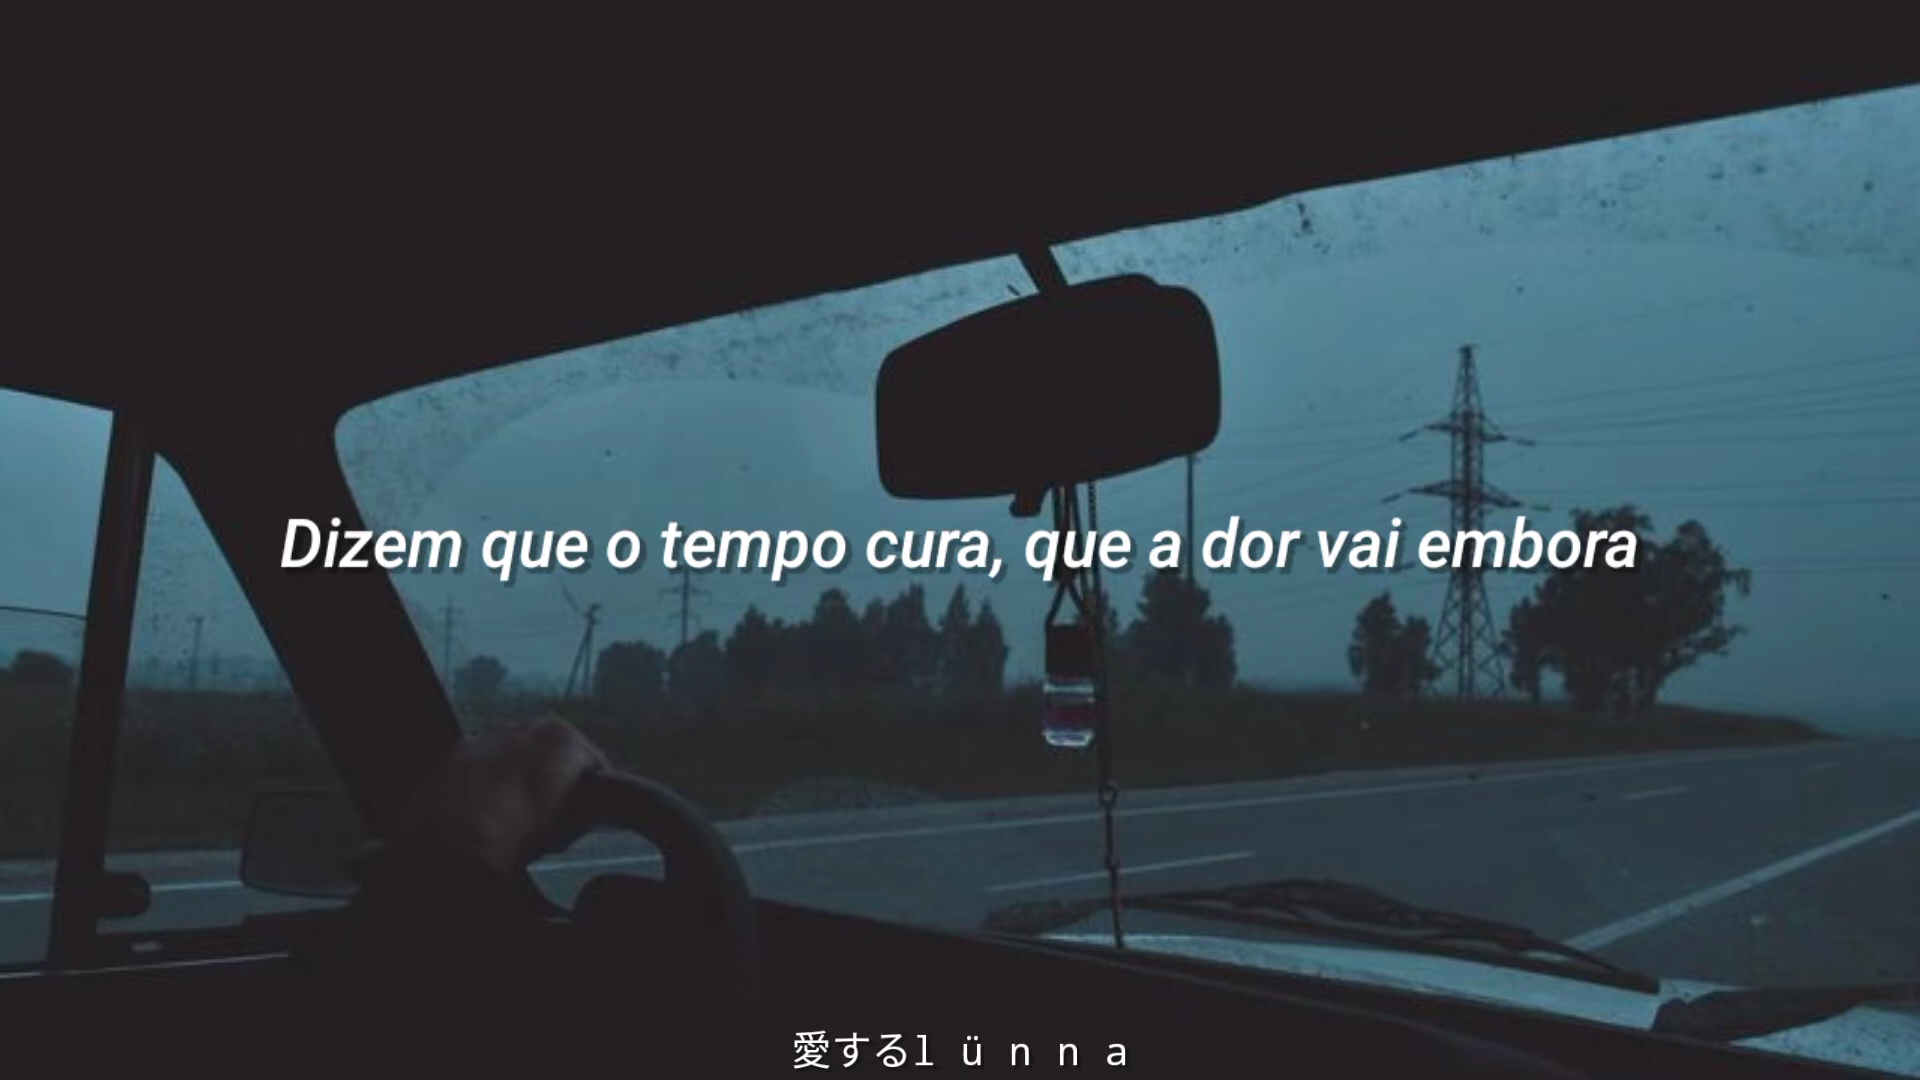 Dizem que o tempo cura, que a dor vai embora
愛するl ü n n a